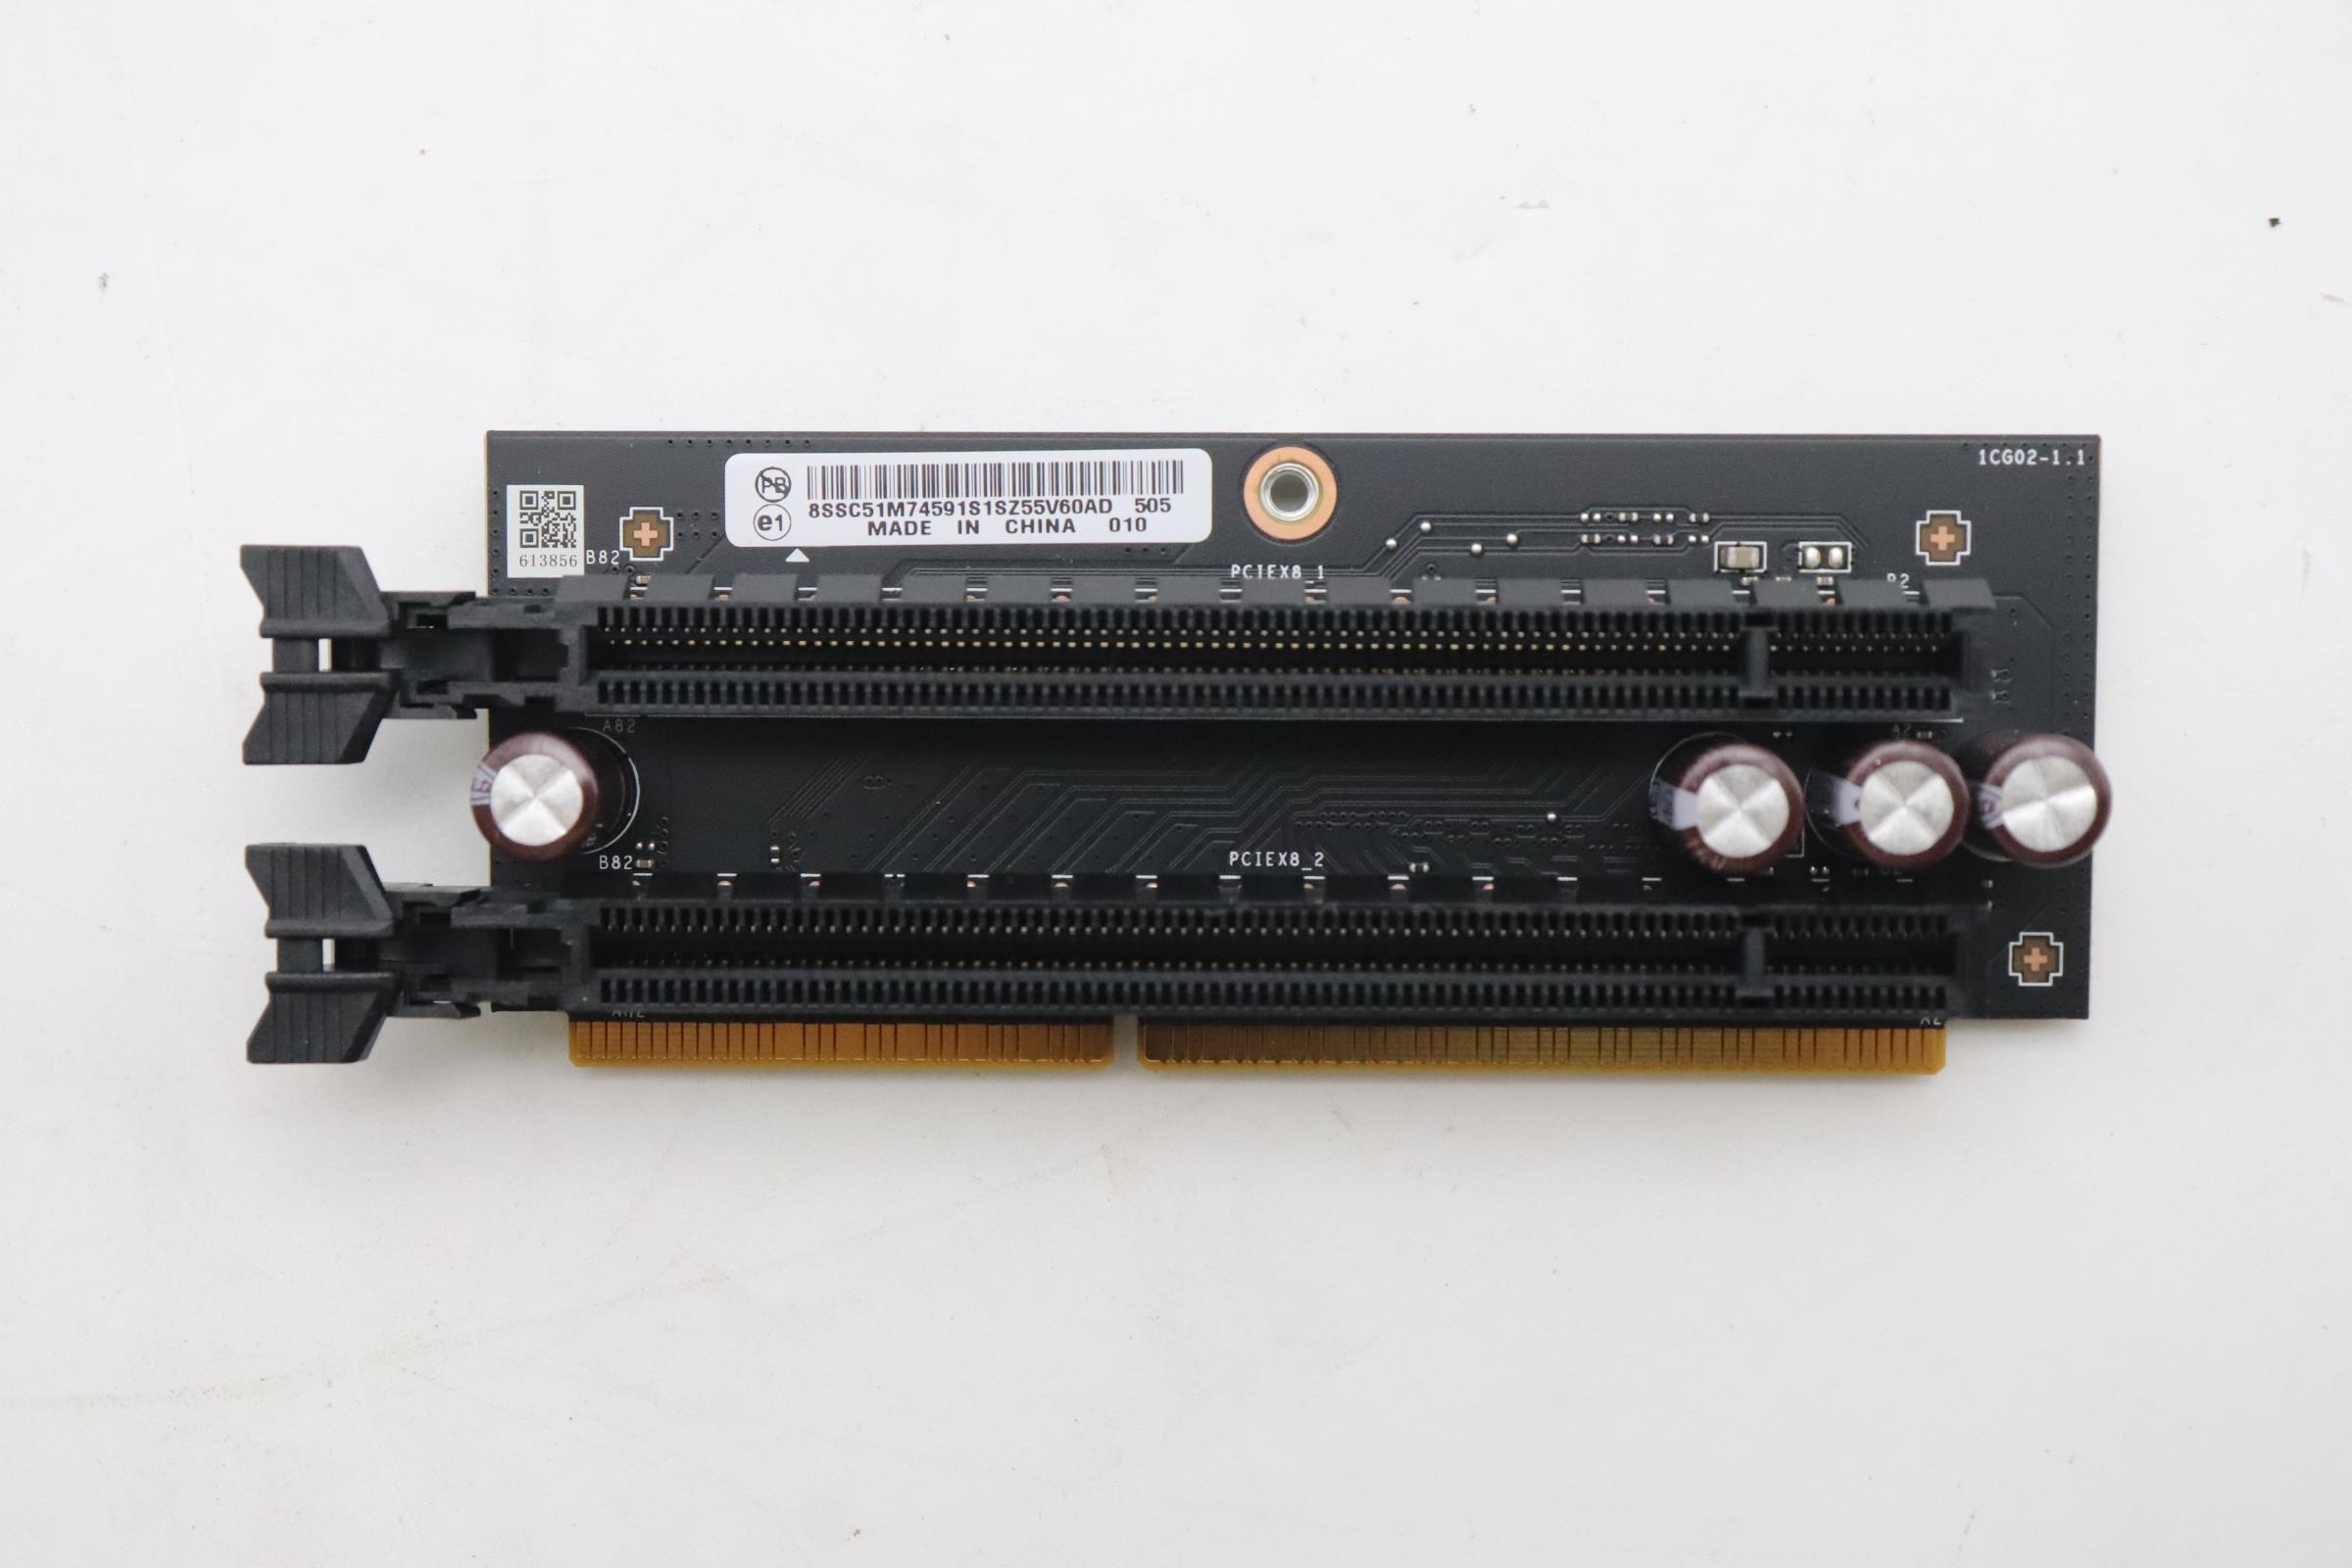 1CG02-1.1
8SSC51M74591S1SZ55V60AD 505
MADE IN CHINA 010
Pb
e1
613856
B82
PCIEX8_1
B2
A82
A2
B82
PCIEX8_2
A2